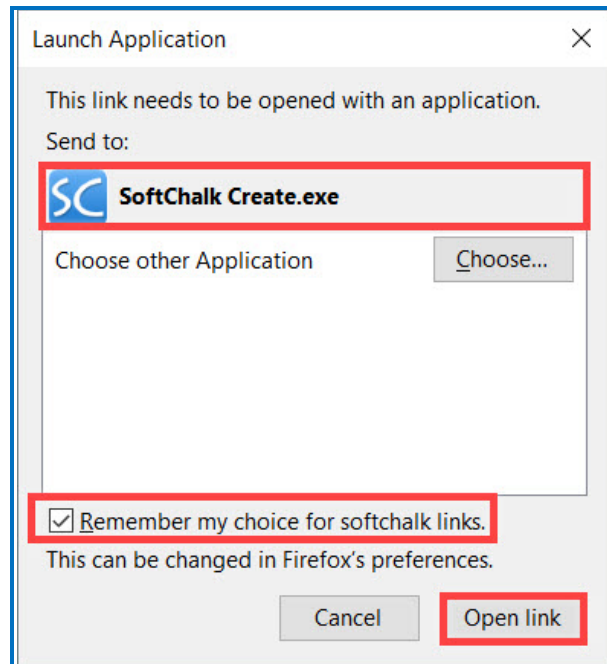 Launch Application
This link needs to be opened with an application.
Send to:
SC SoftChalk Create.exe
Choose other Application Choose...
Remember my choice for softchalk links.
This can be changed in Firefox's preferences.
Cancel Open link